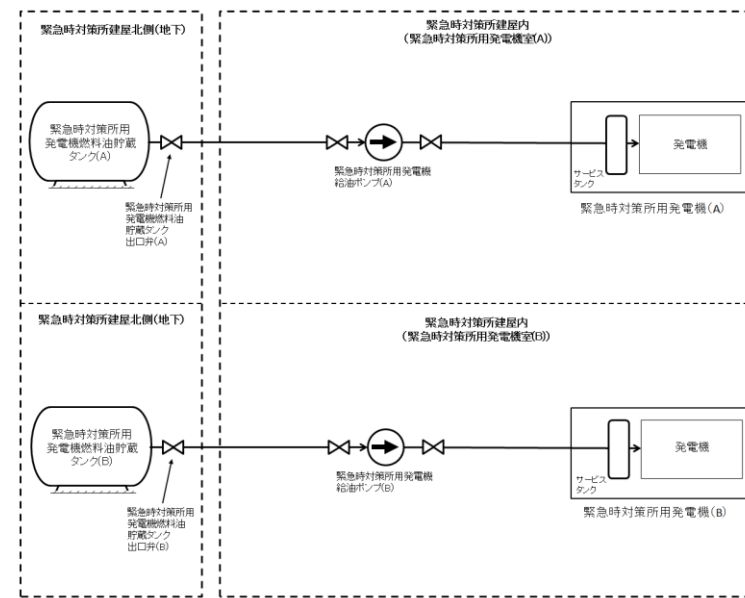 緊急時対策所建屋北側(地下)
緊急時対策所建屋内
(緊急時対策所用発電機室(A))
緊急時対策所用
発電機燃料油貯蔵
タンク(A)
緊急時対策所用
発電機燃料油
貯蔵タンク
出口弁(A)
緊急時対策所用発電機
給油ポンプ(A)
サービス
タンク
発電機
緊急時対策所用発電機(A)
緊急時対策所建屋北側(地下)
緊急時対策所建屋内
(緊急時対策所用発電機室(B))
緊急時対策所用
発電機燃料油貯蔵
タンク(B)
緊急時対策所用
発電機燃料油
貯蔵タンク
出口弁(B)
緊急時対策所用発電機
給油ポンプ(B)
サービス
タンク
発電機
緊急時対策所用発電機(B)